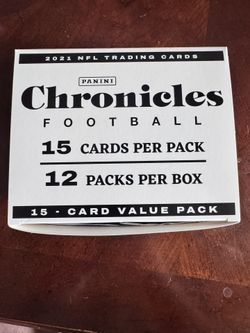 2021 NFL TRADING CARDS
PANINI
Chronicles
FOOTBALL
15 CARDS PER PACK
12 PACKS PER BOX
15 - CARD VALUE PACK